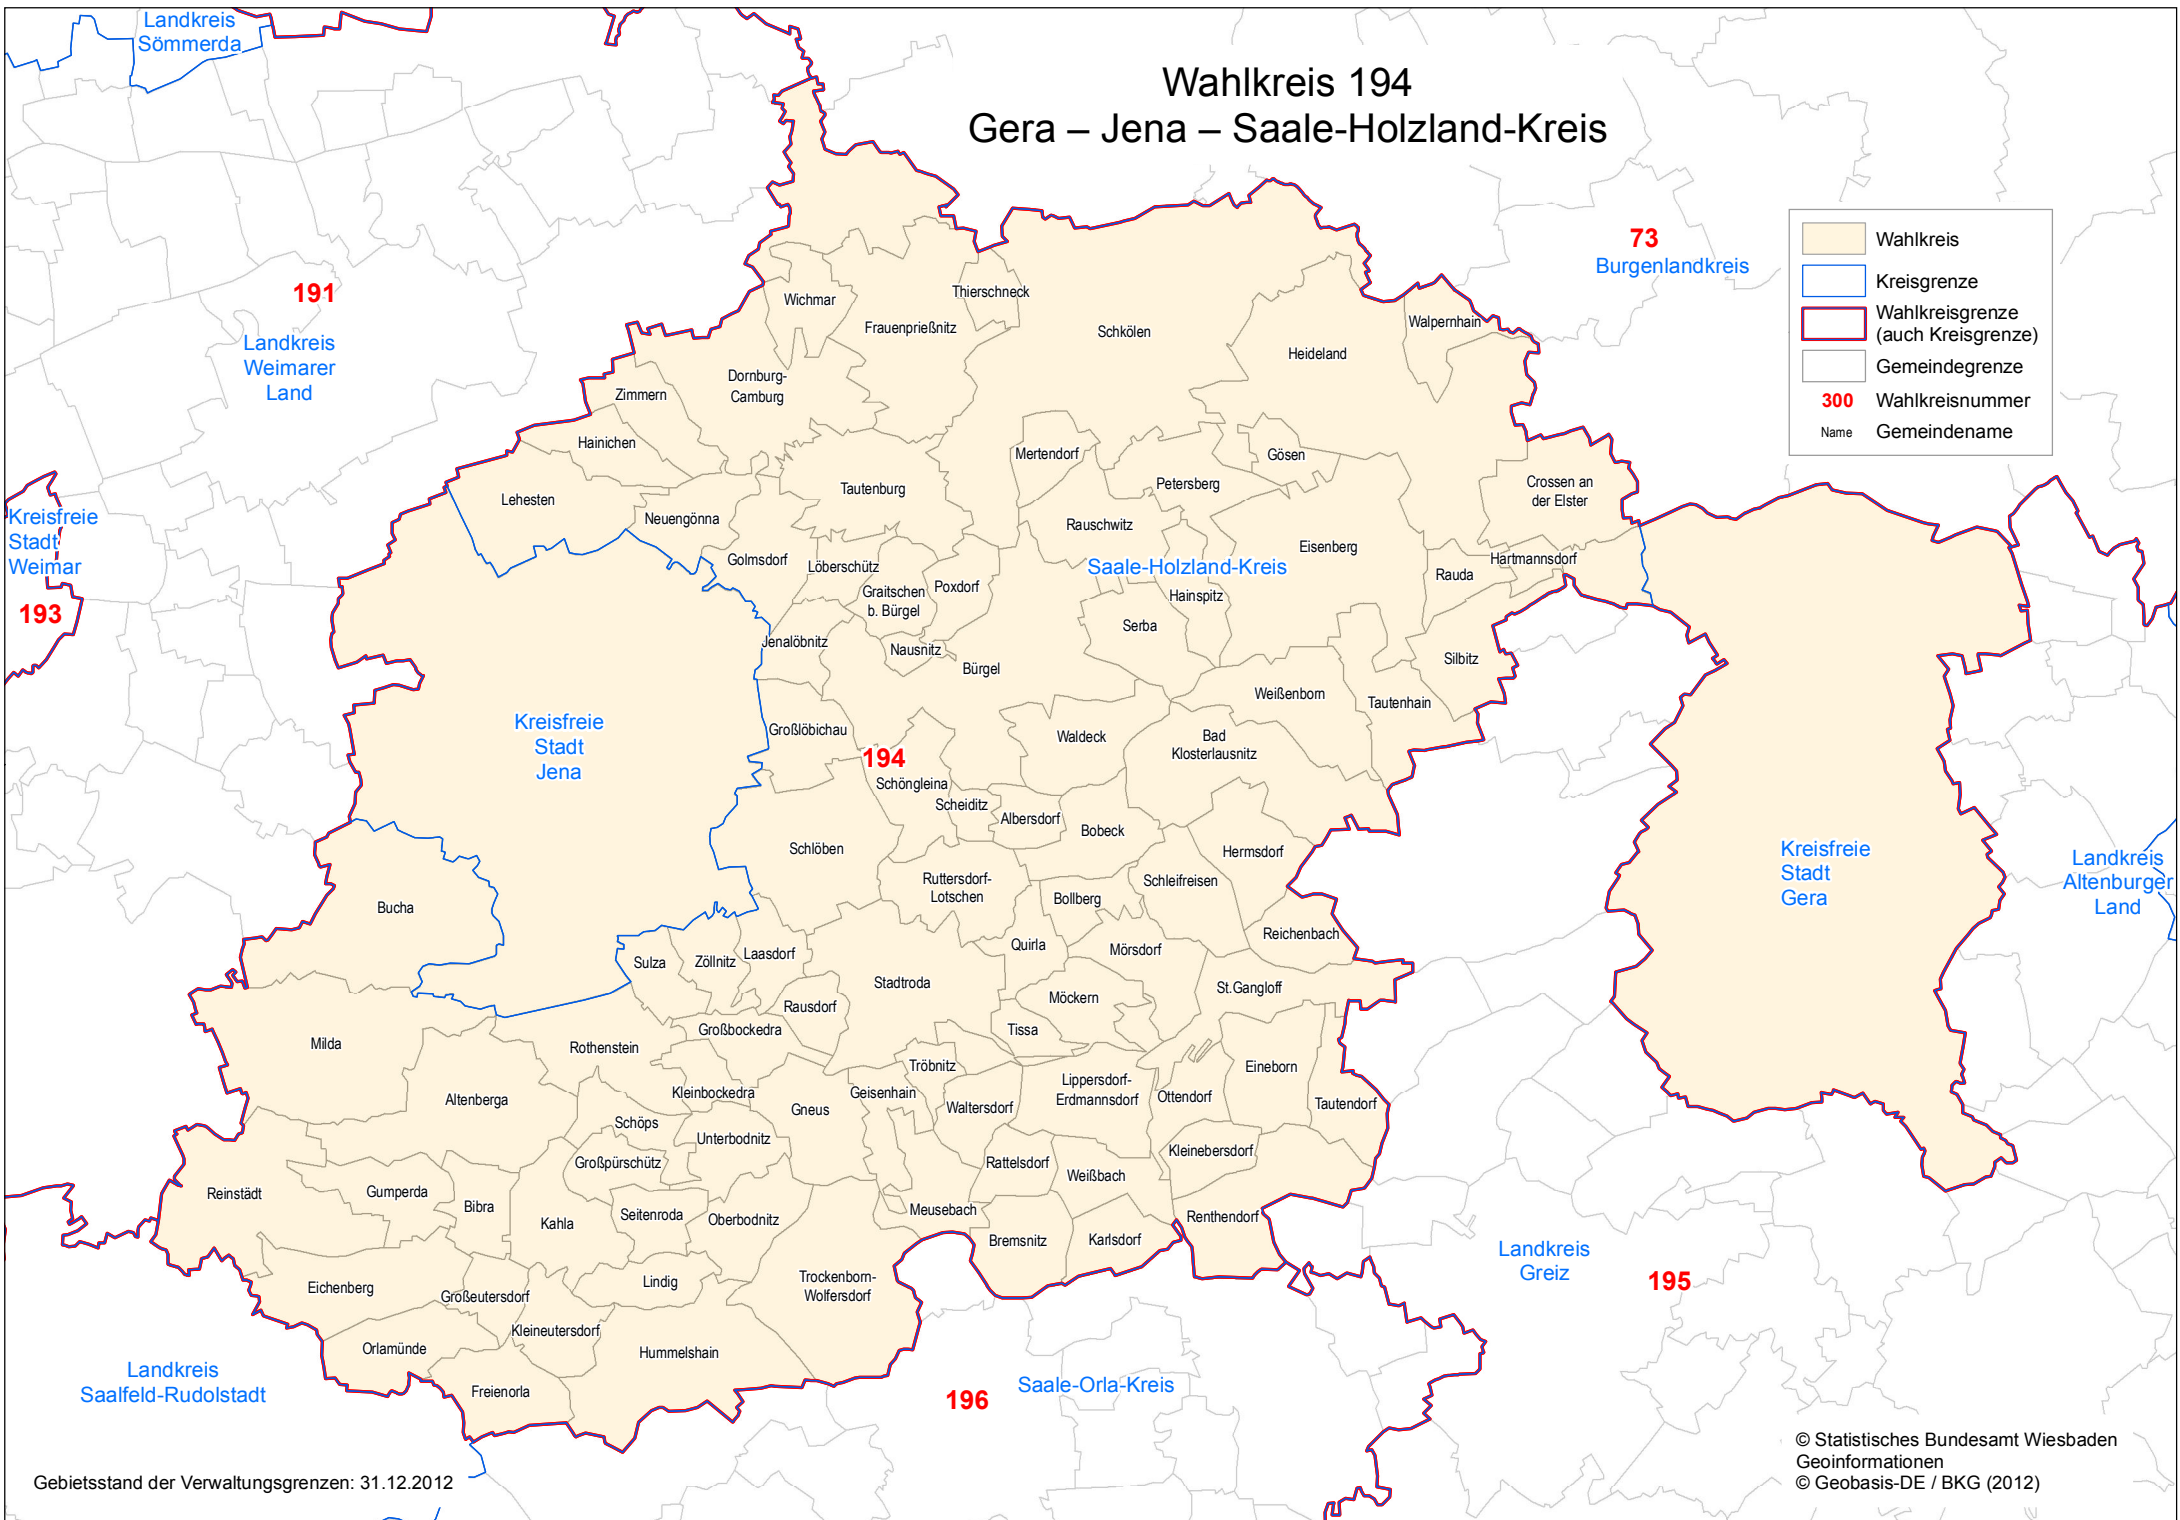 Landkreis
Sömmerda
Wahlkreis 194
Gera – Jena – Saale-Holzland-Kreis
73
Burgenlandkreis
Wahlkreis
Kreisgrenze
Wahlkreisgrenze
(auch Kreisgrenze)
Gemeindegrenze
300 Wahlkreisnummer
Name Gemeindename
191
Landkreis
Weimarer
Land
Kreisfreie
Stadt
Weimar
193
Wichmar
Thierschneck
Frauenprießnitz
Schkölen
Walpernhain
Heideland
Dornburg-
Camburg
Zimmern
Hainichen
Mertendorf
Gösen
Lehesten
Tautenburg
Petersberg
Crossen an
der Elster
Neuengönna
Rauschwitz
Golmsdorf
Löberschütz
Eisenberg
Hartmannsdorf
Saale-Holzland-Kreis
Rauda
Graitschen
b. Bürgel
Poxdorf
Hainspitz
Serba
Jenalöbnitz
Nausnitz
Bürgel
Silbitz
Weißenborn
Tautenhain
Kreisfreie
Stadt
Jena
Großlöbichau
Waldeck
Bad
Klosterlausnitz
194
Schöngleina
Scheiditz
Albersdorf
Bobeck
Schlöben
Hermsdorf
Kreisfreie
Stadt
Gera
Landkreis
Altenburger
Land
Ruttersdorf-
Lotschen
Schleifreisen
Bollberg
Bucha
Reichenbach
Quirla
Mörsdorf
Sulza
Zöllnitz
Laasdorf
Stadtroda
St.Gangloff
Möckern
Rausdorf
Tissa
Großbockedra
Milda
Rothenstein
Tröbnitz
Eineborn
Lippersdorf-
Erdmannsdorf
Kleinbockedra
Geisenhain
Ottendorf
Altenberga
Gneus
Waltersdorf
Tautendorf
Schöps
Unterbodnitz
Kleinebersdorf
Großpürschütz
Rattelsdorf
Weißbach
Reinstädt
Gumperda
Bibra
Kahla
Seitenroda
Oberbodnitz
Meusebach
Renthendorf
Bremsnitz
Karlsdorf
Landkreis
Greiz
195
Eichenberg
Großeutersdorf
Lindig
Trockenborn-
Wolfersdorf
Kleineutersdorf
Orlamünde
Hummelshain
Freienorla
Landkreis
Saalfeld-Rudolstadt
196
Saale-Orla-Kreis
Gebietsstand der Verwaltungsgrenzen: 31.12.2012
© Statistisches Bundesamt Wiesbaden
Geoinformationen
© Geobasis-DE / BKG (2012)